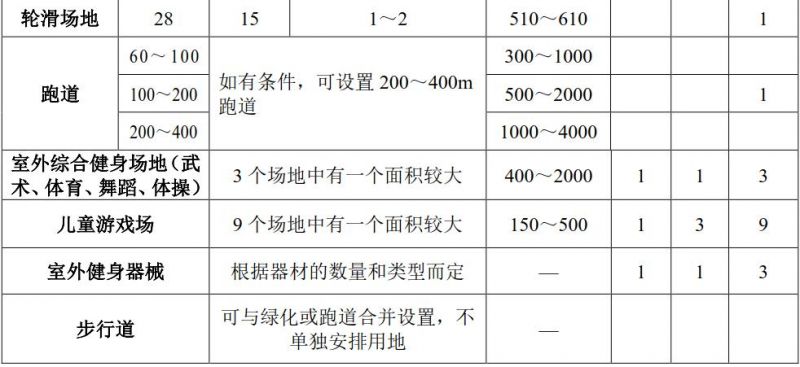 轮滑场地 28 15 1～2 510～610 1
60～100 300～1000
跑道 100～200 如有条件，可设置 200～400m 500～2000 1
跑道
200～400 1000～4000
室外综合健身场地（武
术、体育、舞蹈、体操） 3 个场地中有一个面积较大 400～2000 1 1 3
儿童游戏场 9 个场地中有一个面积较大 150～500 1 3 9
室外健身器械 根据器材的数量和类型而定 — 1 1 3
步行道 可与绿化或跑道合并设置，不
单独安排用地 —